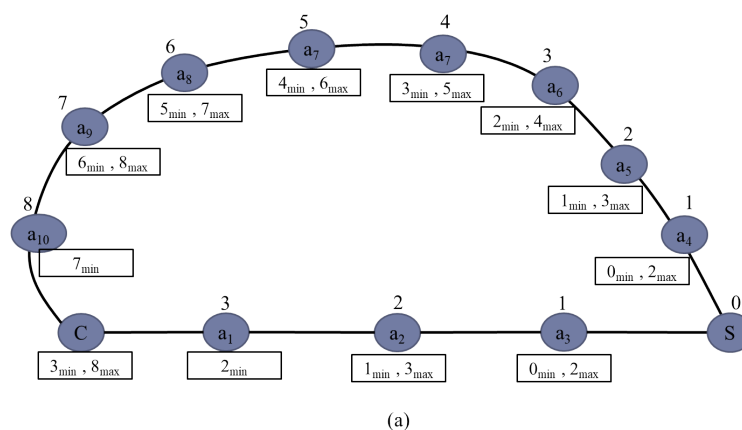 5
4
6
a₇
a₇
3
a₈
4min , 6max
3min , 5max
a₆
7
5min , 7max
2min , 4max
2
a₉
a₅
6min , 8max
1min , 3max
1
8
a₁₀
a₄
7min
0min , 2max
0
3
2
1
C
a₁
a₂
a₃
S
3min , 8max
2min
1min , 3max
0min , 2max
(a)